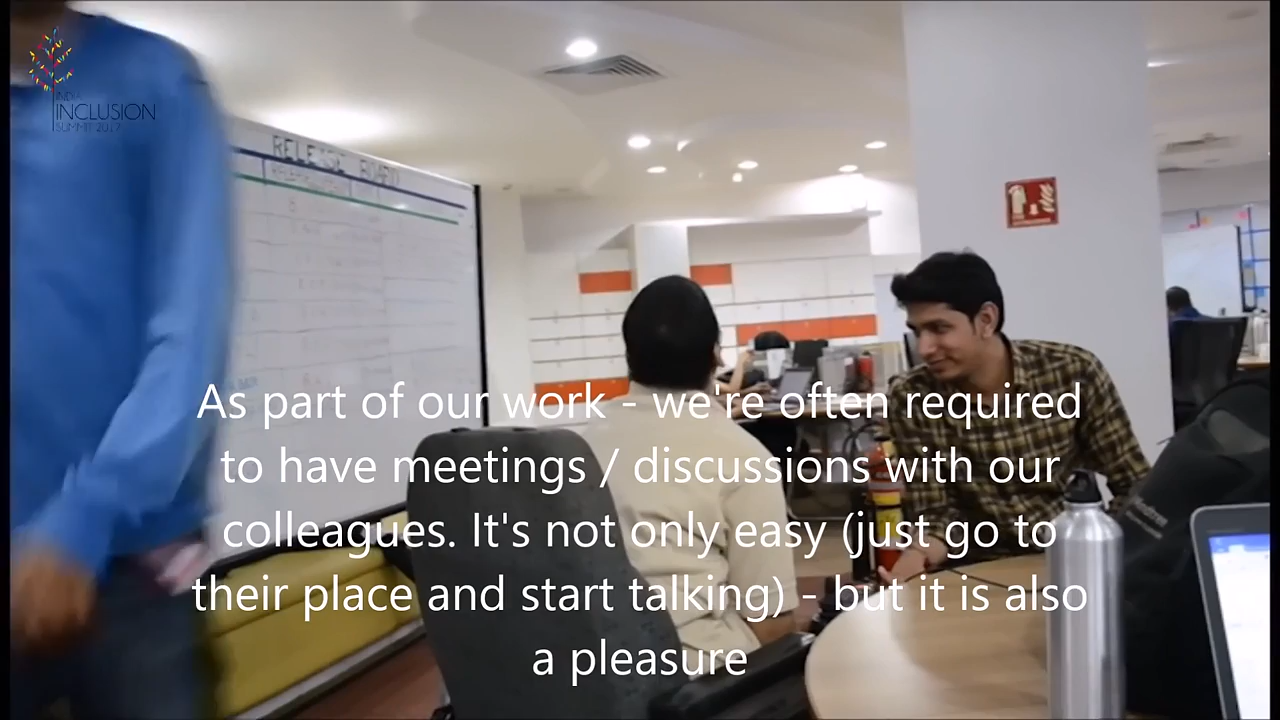 INDIA
INCLUSION
SUMMIT 2017
RELEASE BOARD
As part of our work - we're often required
to have meetings / discussions with our
colleagues. It's not only easy (just go to
their place and start talking) - but it is also
a pleasure